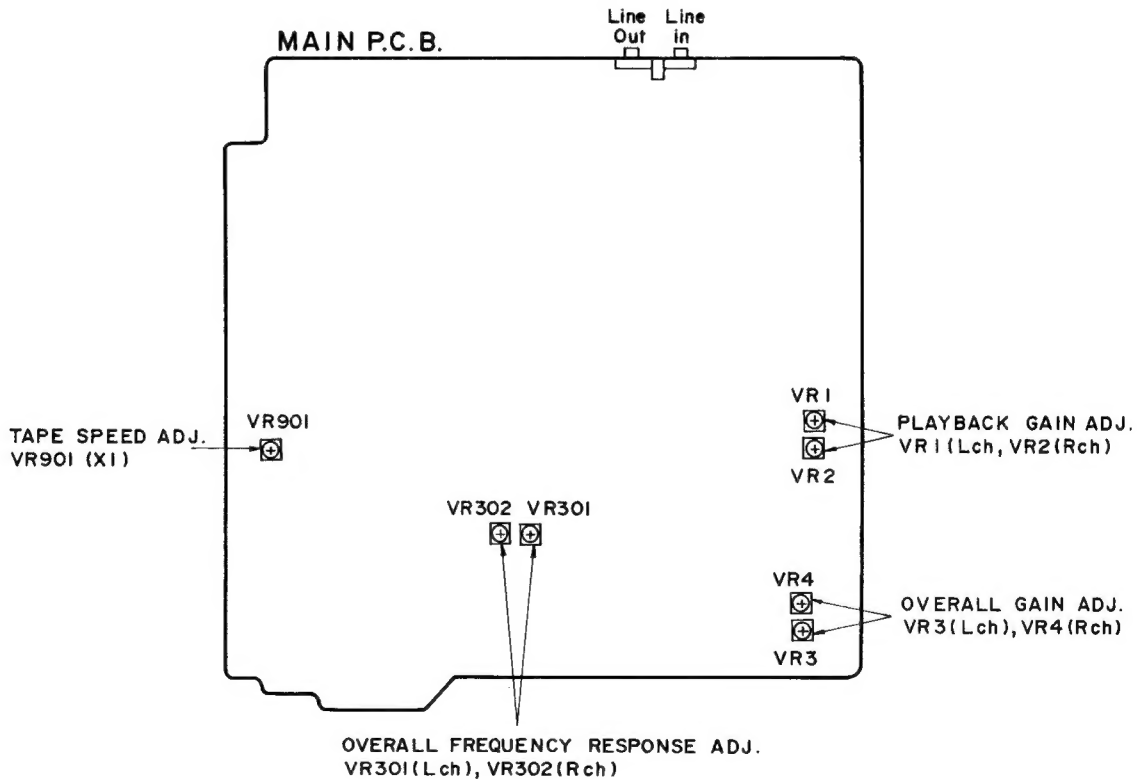 Line Line
Out in
MAIN P.C.B.
VR1
VR901
TAPE SPEED ADJ.
VR901 (X1)
PLAYBACK GAIN ADJ.
VR1(Lch, VR2(Rch)
VR2
VR302 VR301
VR4
OVERALL GAIN ADJ.
VR3(Lch), VR4(Rch)
VR3
OVERALL FREQUENCY RESPONSE ADJ.
VR301(Lch), VR302(Rch)